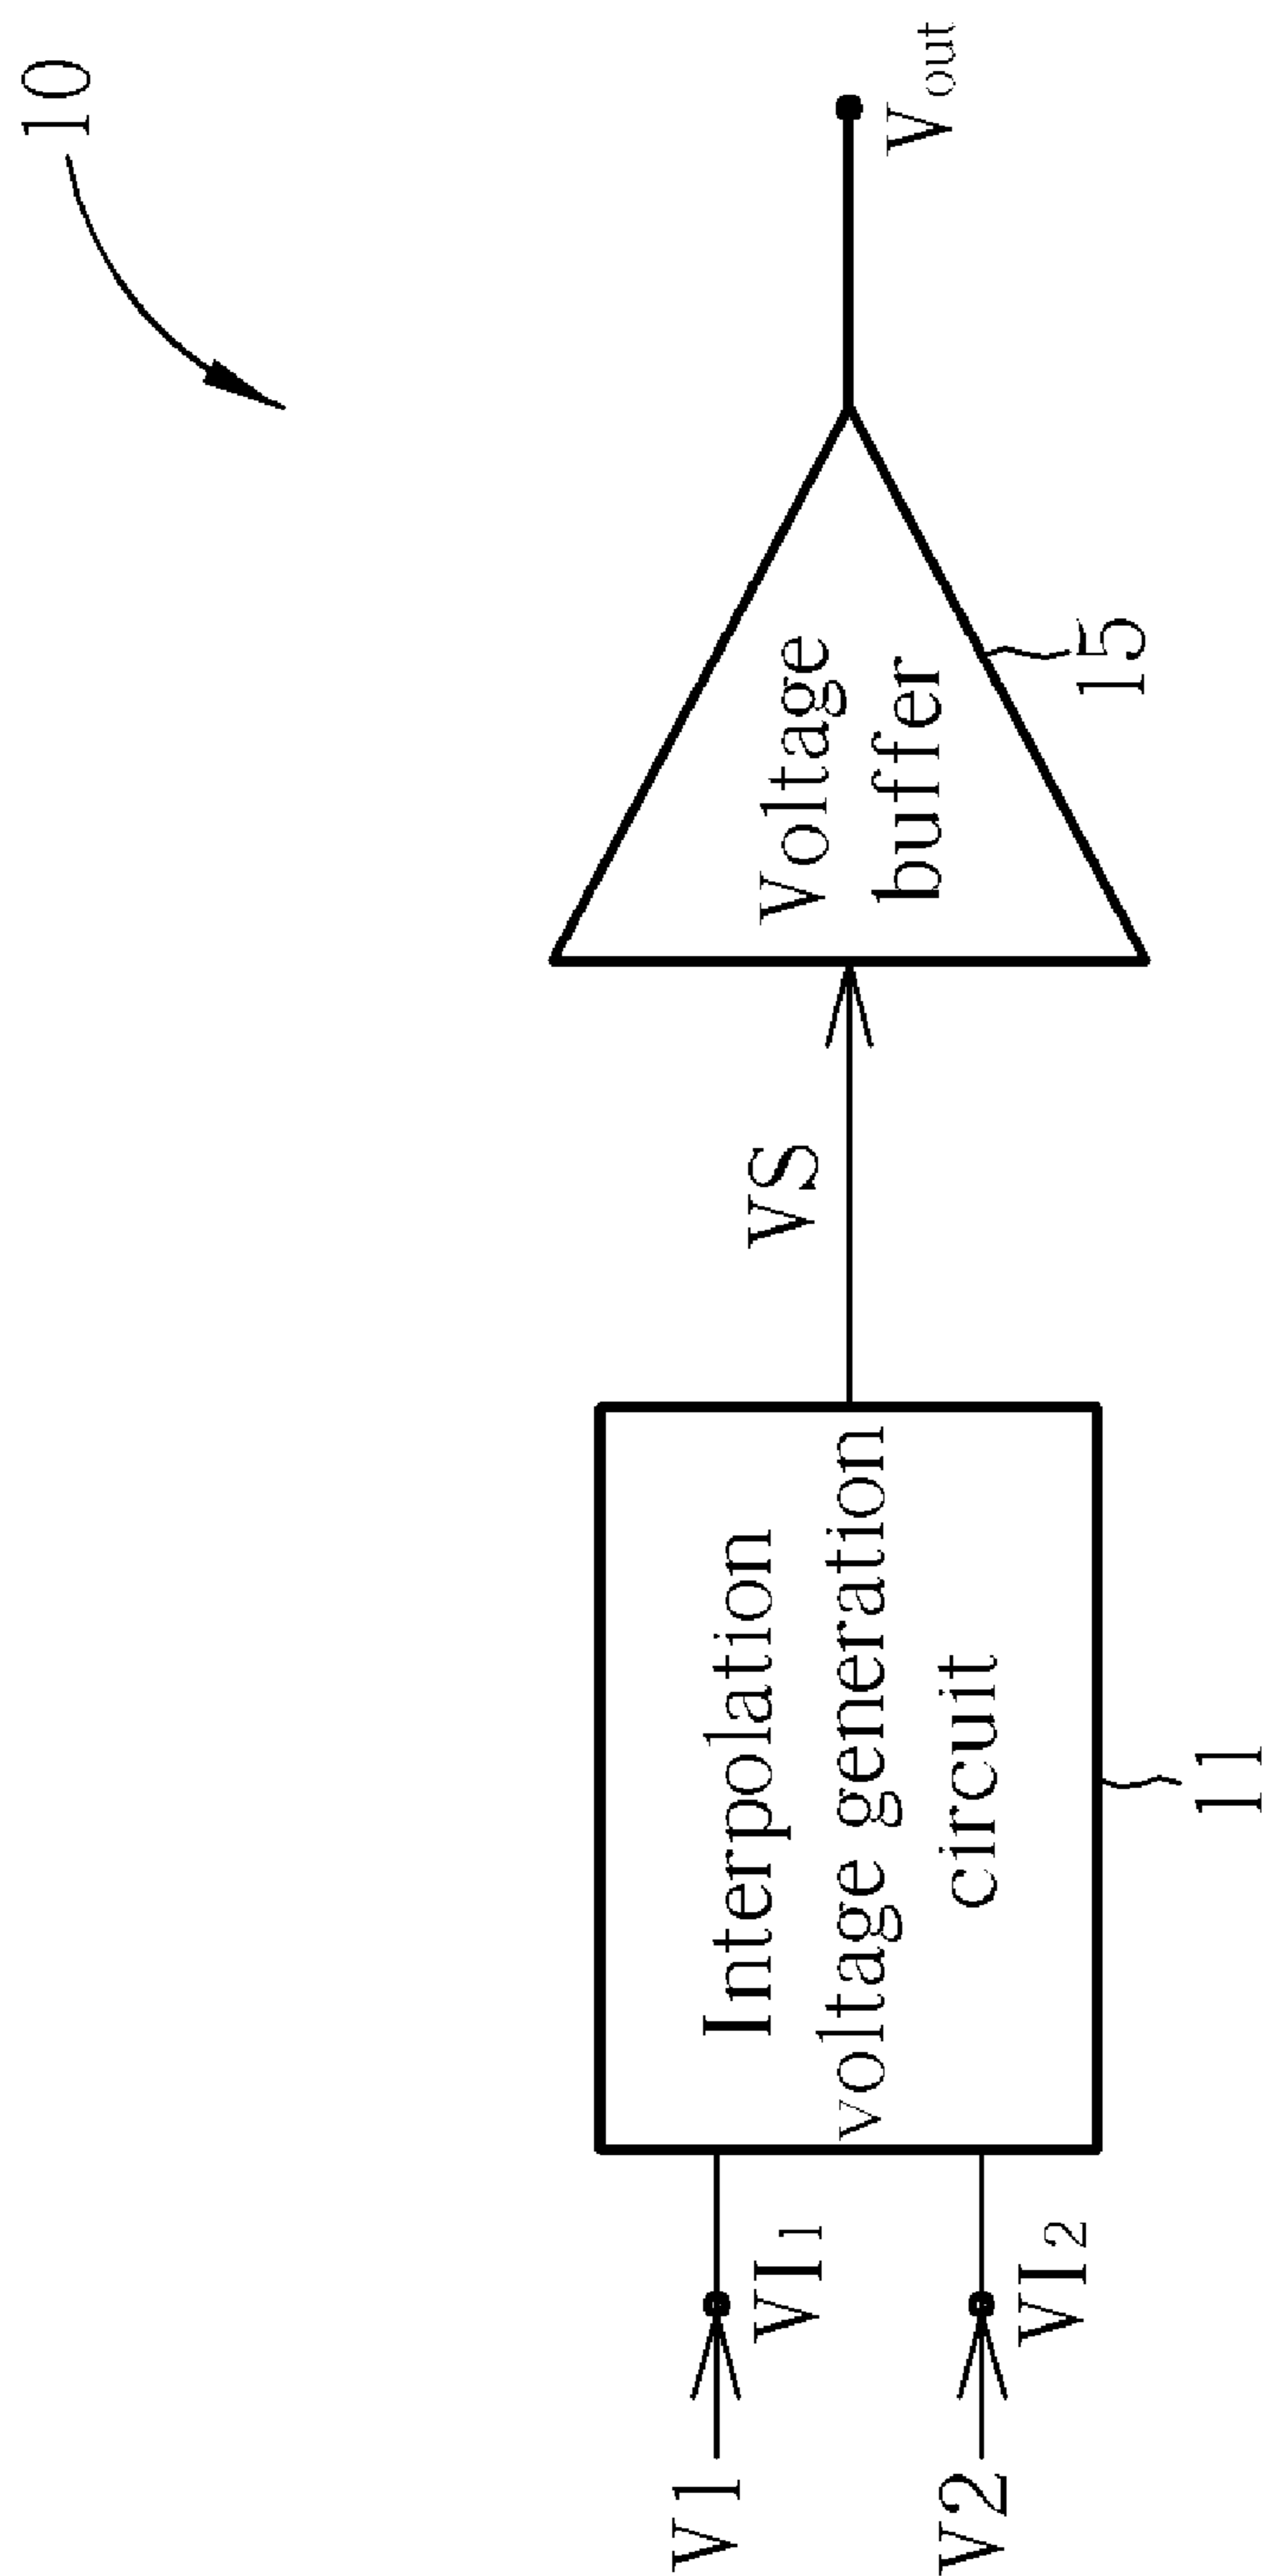 10
V1
VI1
V2
VI2
Interpolation
voltage generation
circuit
11
VS
Voltage
buffer
15
Vout